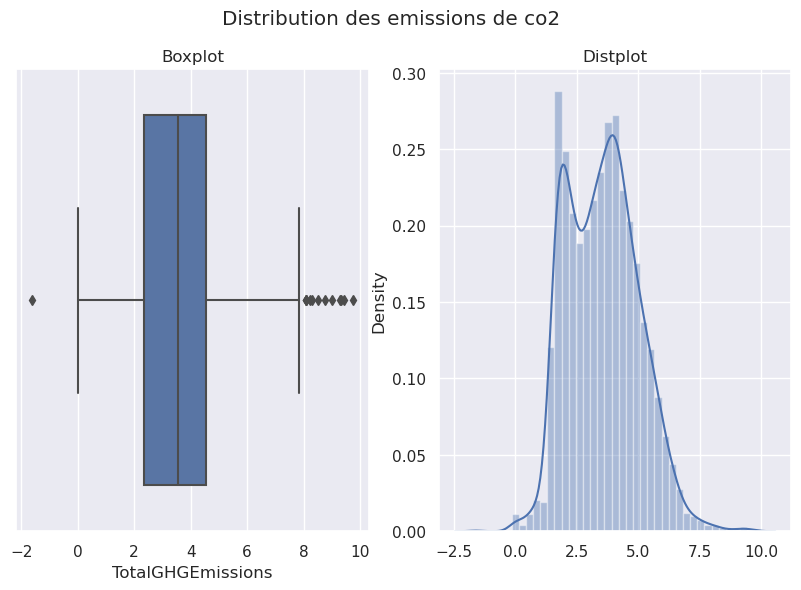 Distribution des emissions de co2
Boxplot
−2 0 2 4 6 8 10
TotalGHGEmissions
Distplot
0.30
0.25
0.20
0.15
0.10
0.05
0.00
Density
−2.5 0.0 2.5 5.0 7.5 10.0